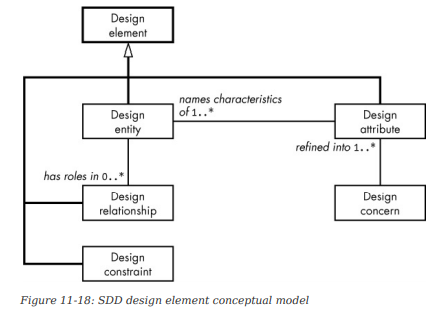 Design
element
names characteristics
of 1..*
Design
entity
Design
attribute
has roles in 0..*
refined into 1..*
Design
relationship
Design
concern
Design
constraint
Figure 11-18: SDD design element conceptual model